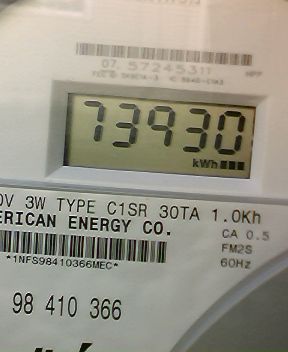 07 57245311
73930
kWh
0V 3W TYPE C1SR 30TA 1.0Kh
ERICAN ENERGY CO.
CA 0.5
FM2S
*1NFS98410366MEC*
60Hz
98 410 366